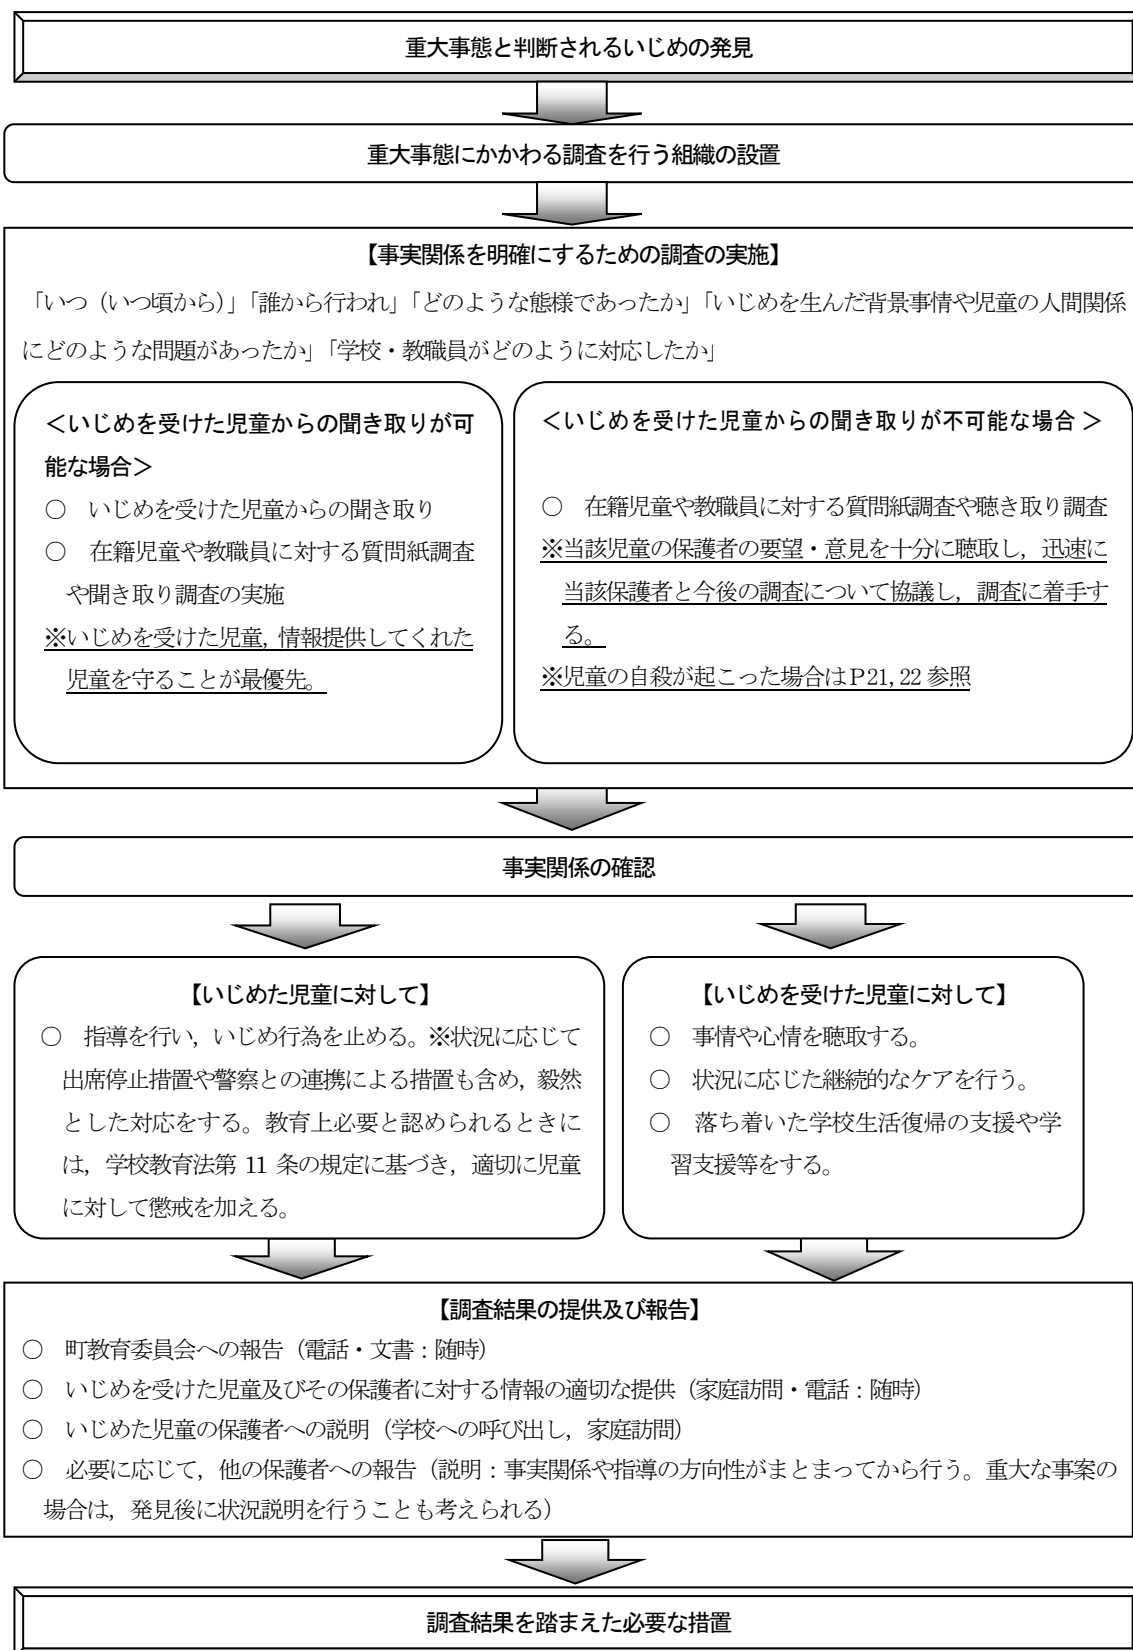 重大事態と判断されるいじめの発見
重大事態にかかわる調査を行う組織の設置
【事実関係を明確にするための調査の実施】
「いつ（いつ頃から）」「誰から行われ」「どのような態様であったか」「いじめを生んだ背景事情や児童の人間関係
にどのような問題があったか」「学校・教職員がどのように対応したか」
＜いじめを受けた児童からの聞き取りが可
能な場合＞
○　いじめを受けた児童からの聞き取り
○　在籍児童や教職員に対する質問紙調査
や聞き取り調査の実施
※いじめを受けた児童，情報提供してくれた
児童を守ることが最優先。
＜いじめを受けた児童からの聞き取りが不可能な場合＞
○　在籍児童や教職員に対する質問紙調査や聴き取り調査
※当該児童の保護者の要望・意見を十分に聴取し，迅速に
当該保護者と今後の調査について協議し，調査に着手す
る。
※児童の自殺が起こった場合はＰ21，22 参照
事実関係の確認
【いじめた児童に対して】
○　指導を行い，いじめ行為を止める。※状況に応じて
出席停止措置や警察との連携による措置も含め，毅然
とした対応をする。教育上必要と認められるときに
は，学校教育法第 11 条の規定に基づき，適切に児童
に対して懲戒を加える。
【いじめを受けた児童に対して】
○　事情や心情を聴取する。
○　状況に応じた継続的なケアを行う。
○　落ち着いた学校生活復帰の支援や学
習支援等をする。
【調査結果の提供及び報告】
○　町教育委員会への報告（電話・文書：随時）
○　いじめを受けた児童及びその保護者に対する情報の適切な提供（家庭訪問・電話：随時）
○　いじめた児童の保護者への説明（学校への呼び出し，家庭訪問）
○　必要に応じて，他の保護者への報告（説明：事実関係や指導の方向性がまとまってから行う。重大な事案の
場合は，発見後に状況説明を行うことも考えられる）
調査結果を踏まえた必要な措置